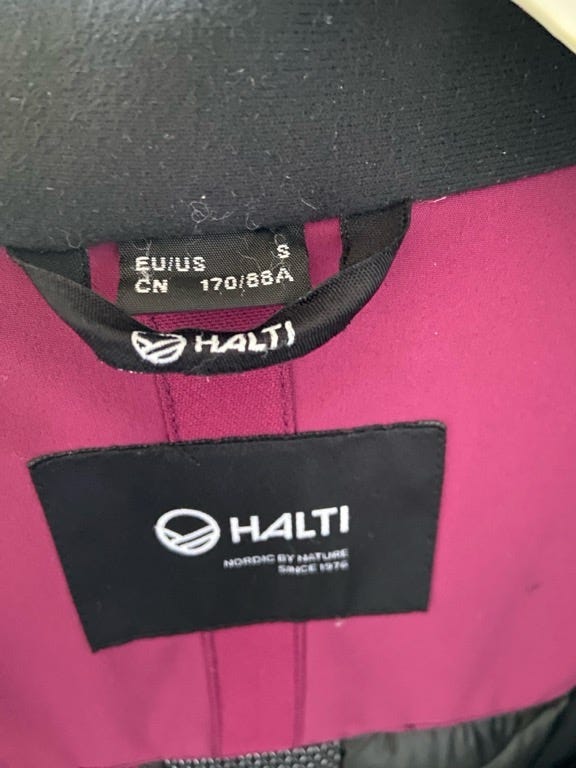 EU/US S
CN 170/88A
HALTI
HALTI
NORDIC BY NATURE
SINCE 1976